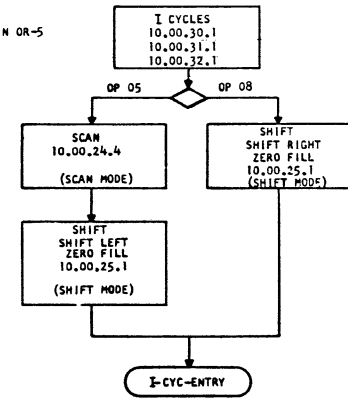 N OR-5
I CYCLES
10.00.30.1
10.00.31.1
10.00.32.1
OP 05
OP 08
SCAN
10.00.24.4
(SCAN MODE)
SHIFT
SHIFT RIGHT
ZERO FILL
10.00.25.1
(SHIFT MODE)
SHIFT
SHIFT LEFT
ZERO FILL
10.00.25.1
(SHIFT MODE)
I-CYC-ENTRY